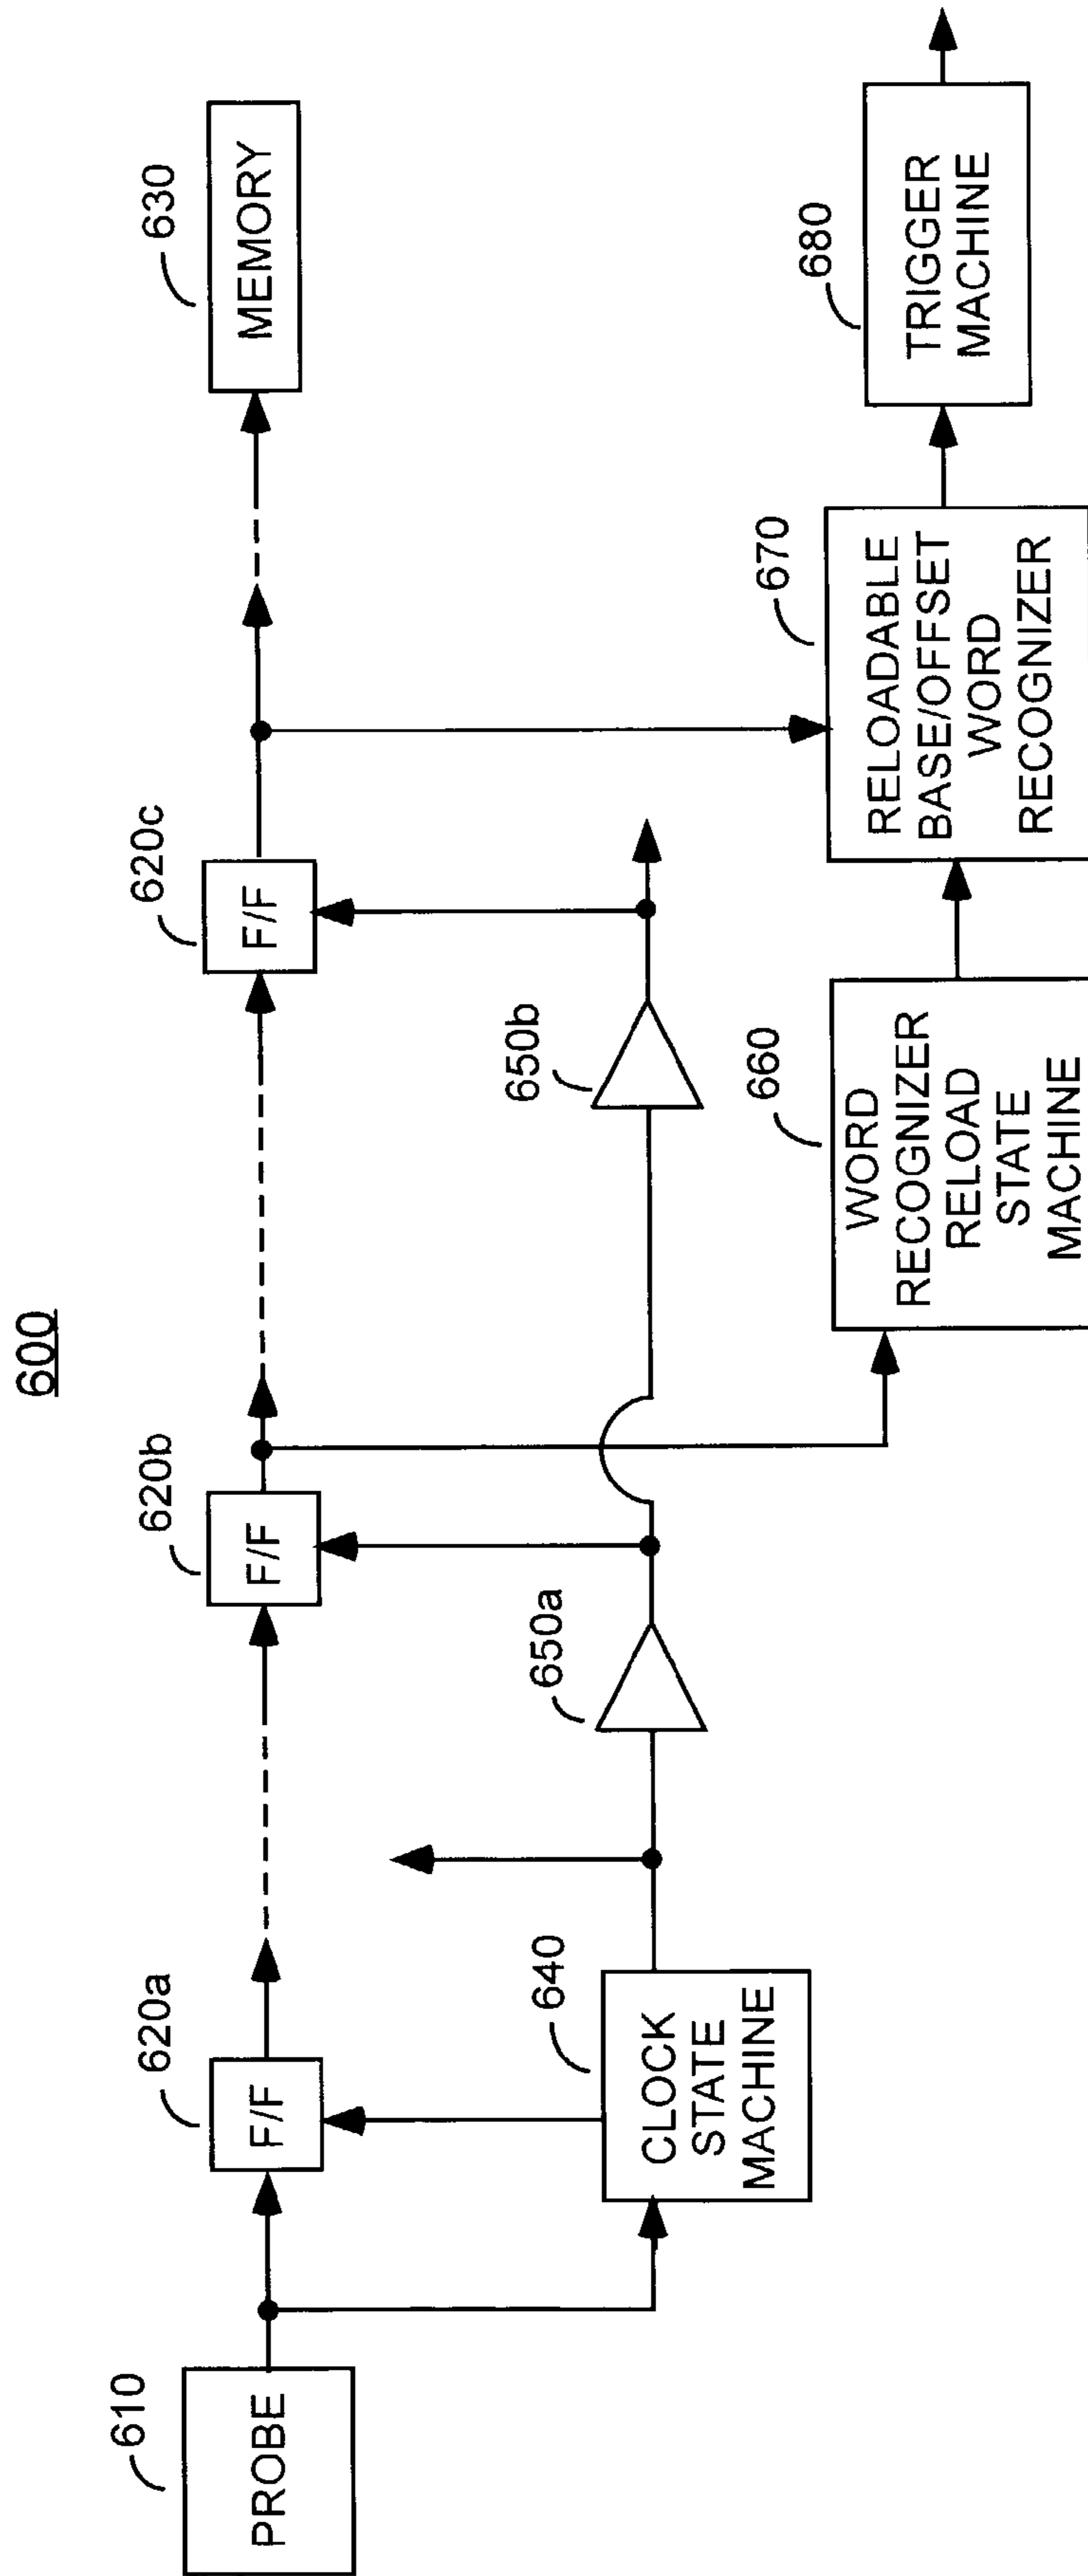 600
610
PROBE
620a
F/F
620b
F/F
620c
F/F
630
MEMORY
640
CLOCK
STATE
MACHINE
650a
650b
660
WORD
RECOGNIZER
RELOAD
STATE
MACHINE
670
RELOADABLE
BASE/OFFSET
WORD
RECOGNIZER
680
TRIGGER
MACHINE